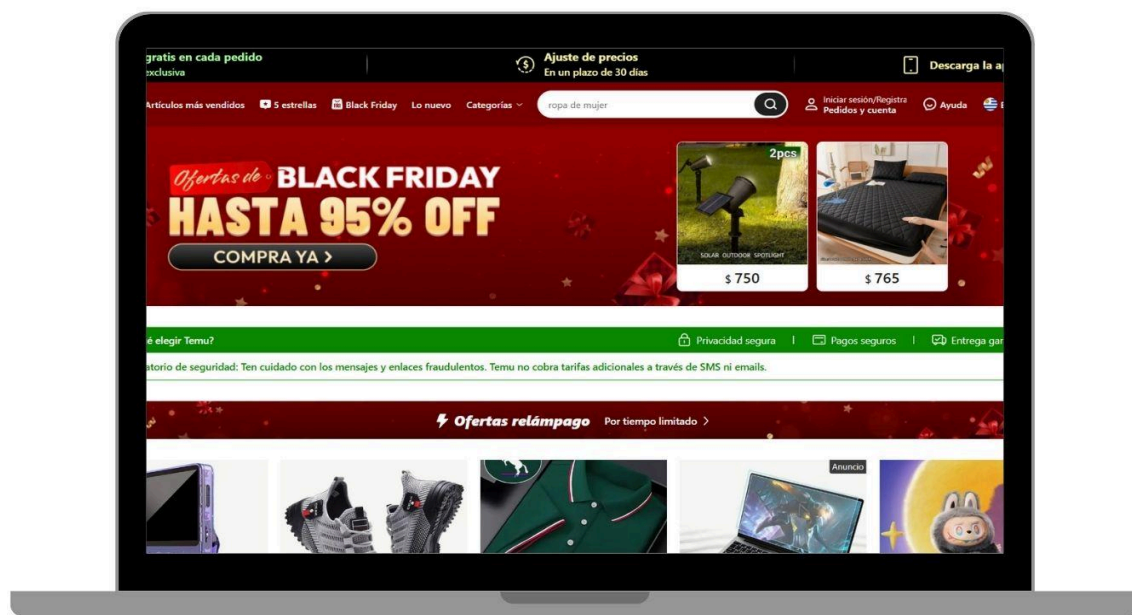 gratis en cada pedido
exclusiva
Ajuste de precios
En un plazo de 30 días
Descarga la a
Artículos más vendidos
5 estrellas
Black Friday
Lo nuevo
Categorías
ropa de mujer
Iniciar sesión/Registra
Pedidos y cuenta
Ayuda
Ofertas de
BLACK FRIDAY
HASTA 95% OFF
COMPRA YA >
2pcs
SOLAR OUTDOOR SPOTLIGHT
$ 750
$ 765
é elegir Temu?
Privacidad segura
Pagos seguros
Entrega gar
atorio de seguridad: Ten cuidado con los mensajes y enlaces fraudulentos. Temu no cobra tarifas adicionales a través de SMS ni emails.
Ofertas relámpago
Por tiempo limitado >
Anuncio